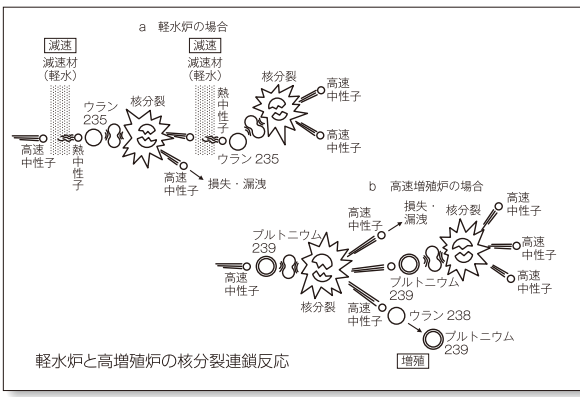 a 軽水炉の場合
減速
減速材
(軽水)
高速
中性子
熱中性子
ウラン
235
核分裂
高速
中性子
損失・漏洩
減速
減速材
(軽水)
熱中性子
ウラン 235
核分裂
高速
中性子
高速
中性子
b 高速増殖炉の場合
高速
中性子
プルトニウム
239
核分裂
高速
中性子
損失・
漏洩
プルトニウム
239
核分裂
高速
中性子
高速
中性子
高速
中性子
高速
中性子
ウラン 238
プルトニウム
239
増殖
軽水炉と高増殖炉の核分裂連鎖反応